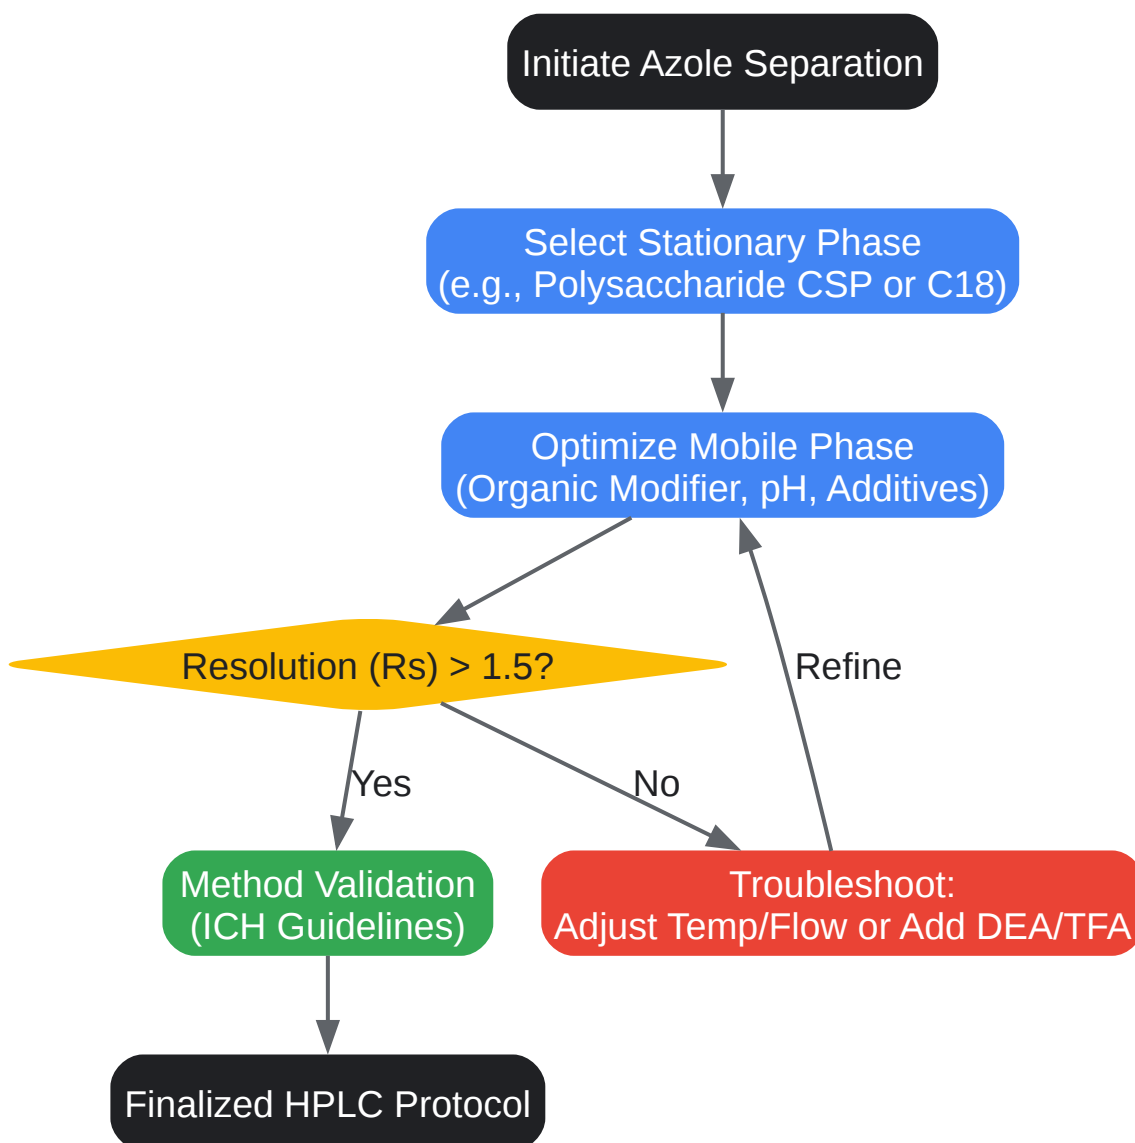 Initiate Azole Separation
Select Stationary Phase
(e.g., Polysaccharide CSP or C18)
Optimize Mobile Phase
(Organic Modifier, pH, Additives)
Resolution (Rs) > 1.5?
Refine
Yes
No
Method Validation
(ICH Guidelines)
Troubleshoot:
Adjust Temp/Flow or Add DEA/TFA
Finalized HPLC Protocol